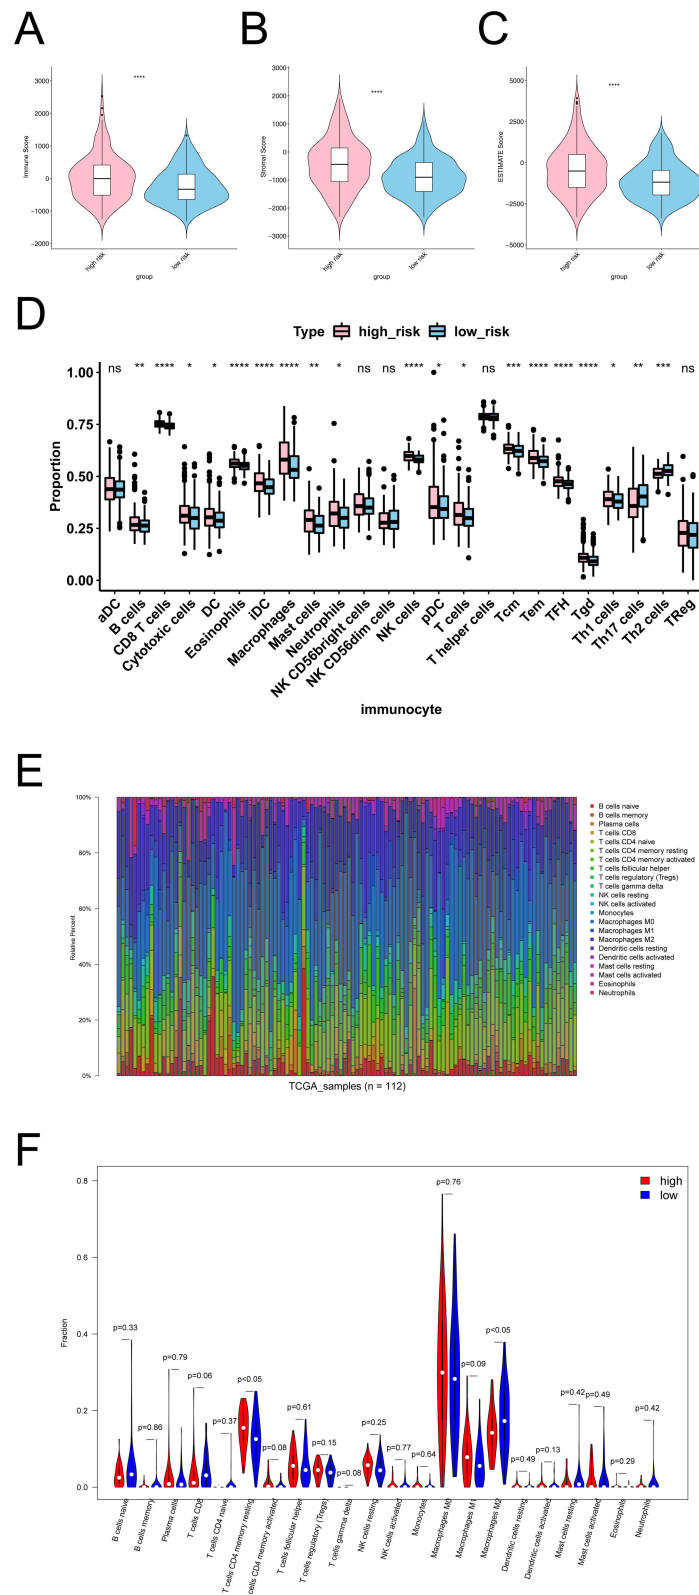 A
B
C
3000
2000
1000
0
−1000
−2000
Immune Score
****
high risk
low risk
group
3000
2000
1000
0
−1000
−2000
−3000
Stromal Score
****
high risk
low risk
group
5000
2500
0
−2500
−5000
ESTIMATE Score
****
high risk
low risk
group
D
Type high_risk low_risk
ns ** **** * * **** **** **** ** * ns ns **** * * ns *** **** **** **** * ** *** ns
1.00
0.75
0.50
0.25
0.00
Proportion
aDC
B cells
CD8 T cells
Cytotoxic cells
DC
Eosinophils
iDC
Macrophages
Mast cells
Neutrophils
NK CD56bright cells
NK CD56dim cells
NK cells
pDC
T cells
T helper cells
Tcm
Tem
TFH
Tgd
Th1 cells
Th17 cells
Th2 cells
TReg
immunocyte
E
100%
80%
60%
40%
20%
0%
Relative Percent
TCGA_samples (n = 112)
B cells naive
B cells memory
Plasma cells
T cells CD8
T cells CD4 naive
T cells CD4 memory resting
T cells CD4 memory activated
T cells follicular helper
T cells regulatory (Tregs)
T cells gamma delta
NK cells resting
NK cells activated
Monocytes
Macrophages M0
Macrophages M1
Macrophages M2
Dendritic cells resting
Dendritic cells activated
Mast cells resting
Mast cells activated
Eosinophils
Neutrophils
F
high
low
0.8
0.6
0.4
0.2
0.0
Fraction
p=0.33
p=0.86
p=0.79
p=0.06
p=0.37
p<0.05
p=0.08
p=0.61
p=0.15
p=0.08
p=0.25
p=0.77
p=0.64
p=0.76
p=0.09
p<0.05
p=0.49
p=0.13
p=0.42
p=0.49
p=0.29
p=0.42
B cells naive
B cells memory
Plasma cells
T cells CD8
T cells CD4 naive
T cells CD4 memory resting
cells CD4 memory activated
T cells follicular helper
T cells regulatory (Tregs)
T cells gamma delta
NK cells resting
NK cells activated
Monocytes
Macrophages M0
Macrophages M1
Macrophages M2
Dendritic cells resting
Dendritic cells activated
Mast cells resting
Mast cells activated
Eosinophils
Neutrophils